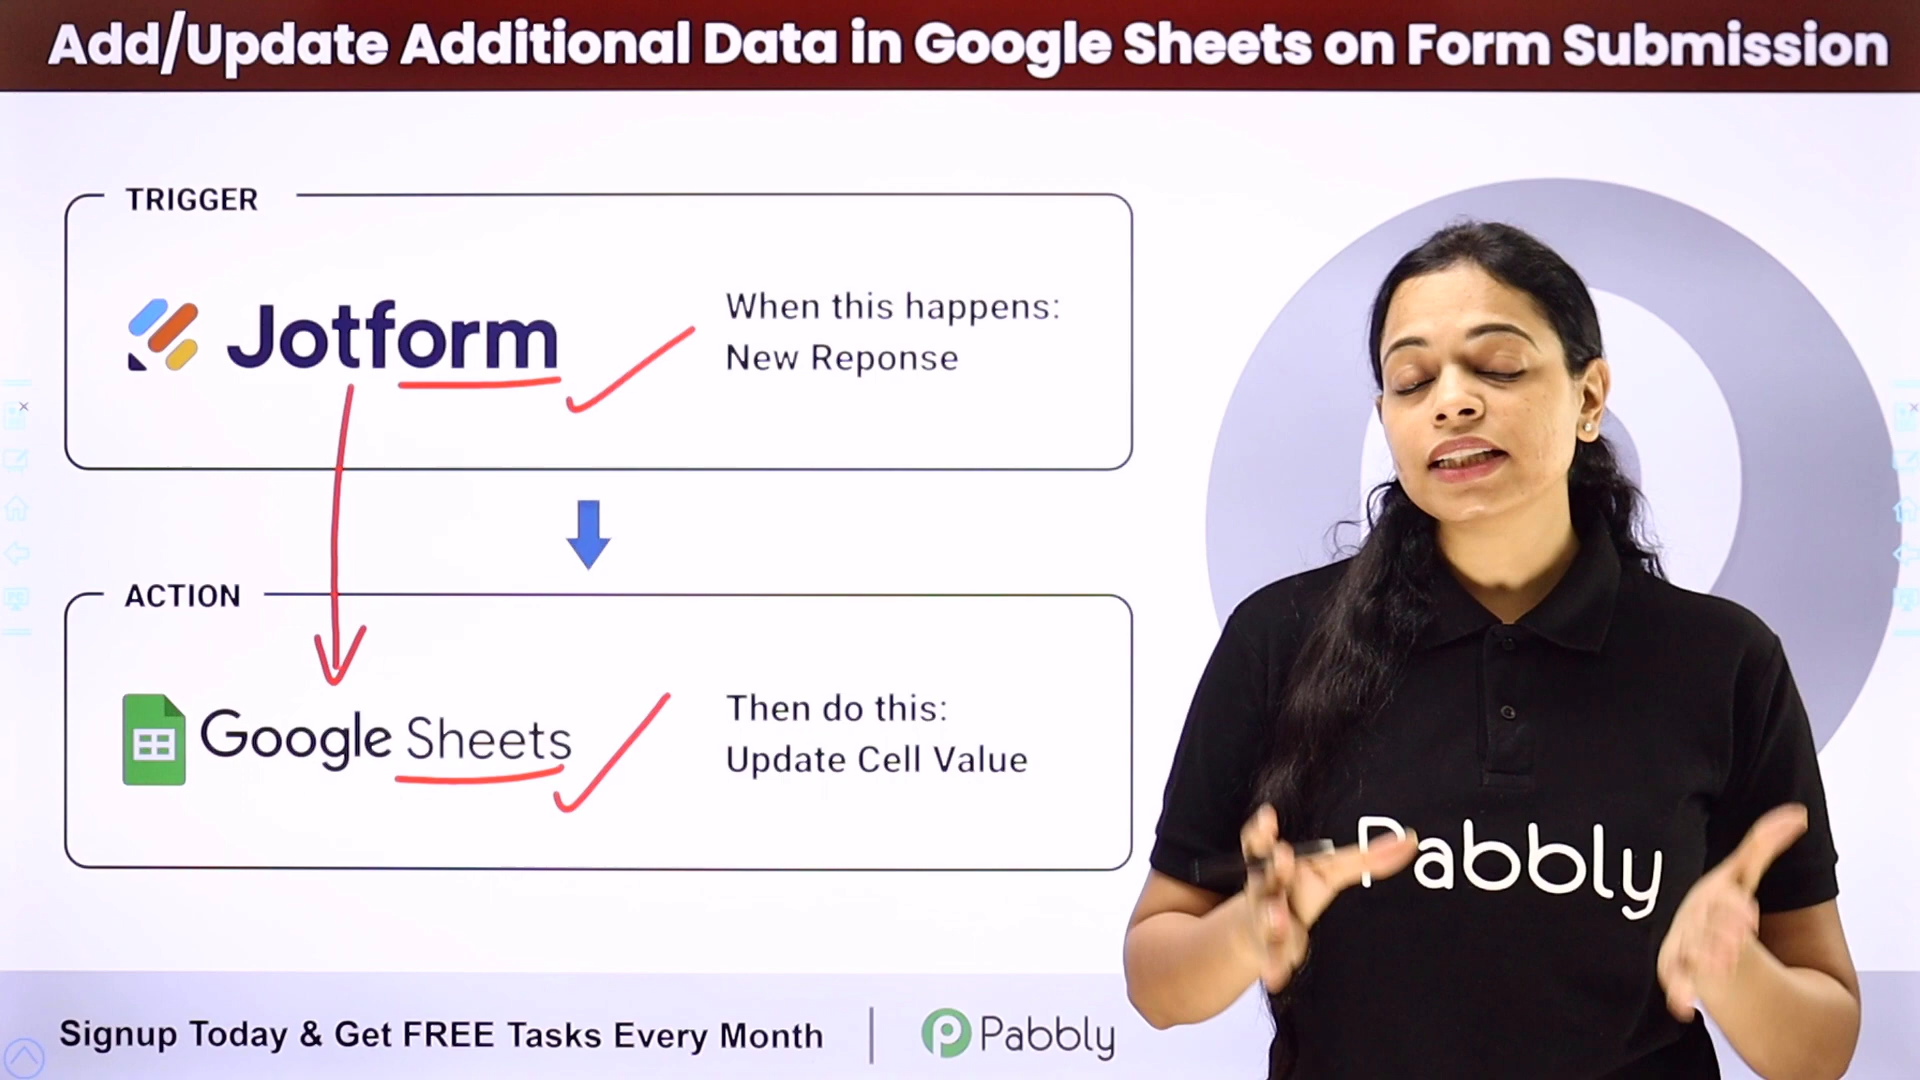 Add/Update Additional Data in Google Sheets on Form Submission
TRIGGER
Jotform
When this happens:
New Reponse
ACTION
Google Sheets
Then do this:
Update Cell Value
Pabbly
Signup Today & Get FREE Tasks Every Month
Pabbly